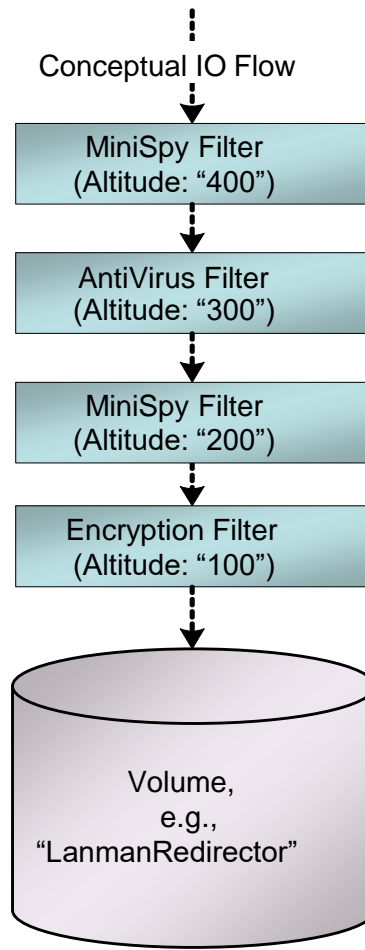 Conceptual IO Flow
MiniSpy Filter
(Altitude: “400”)
AntiVirus Filter
(Altitude: “300”)
MiniSpy Filter
(Altitude: “200”)
Encryption Filter
(Altitude: “100”)
Volume,
e.g.,
“LanmanRedirector”